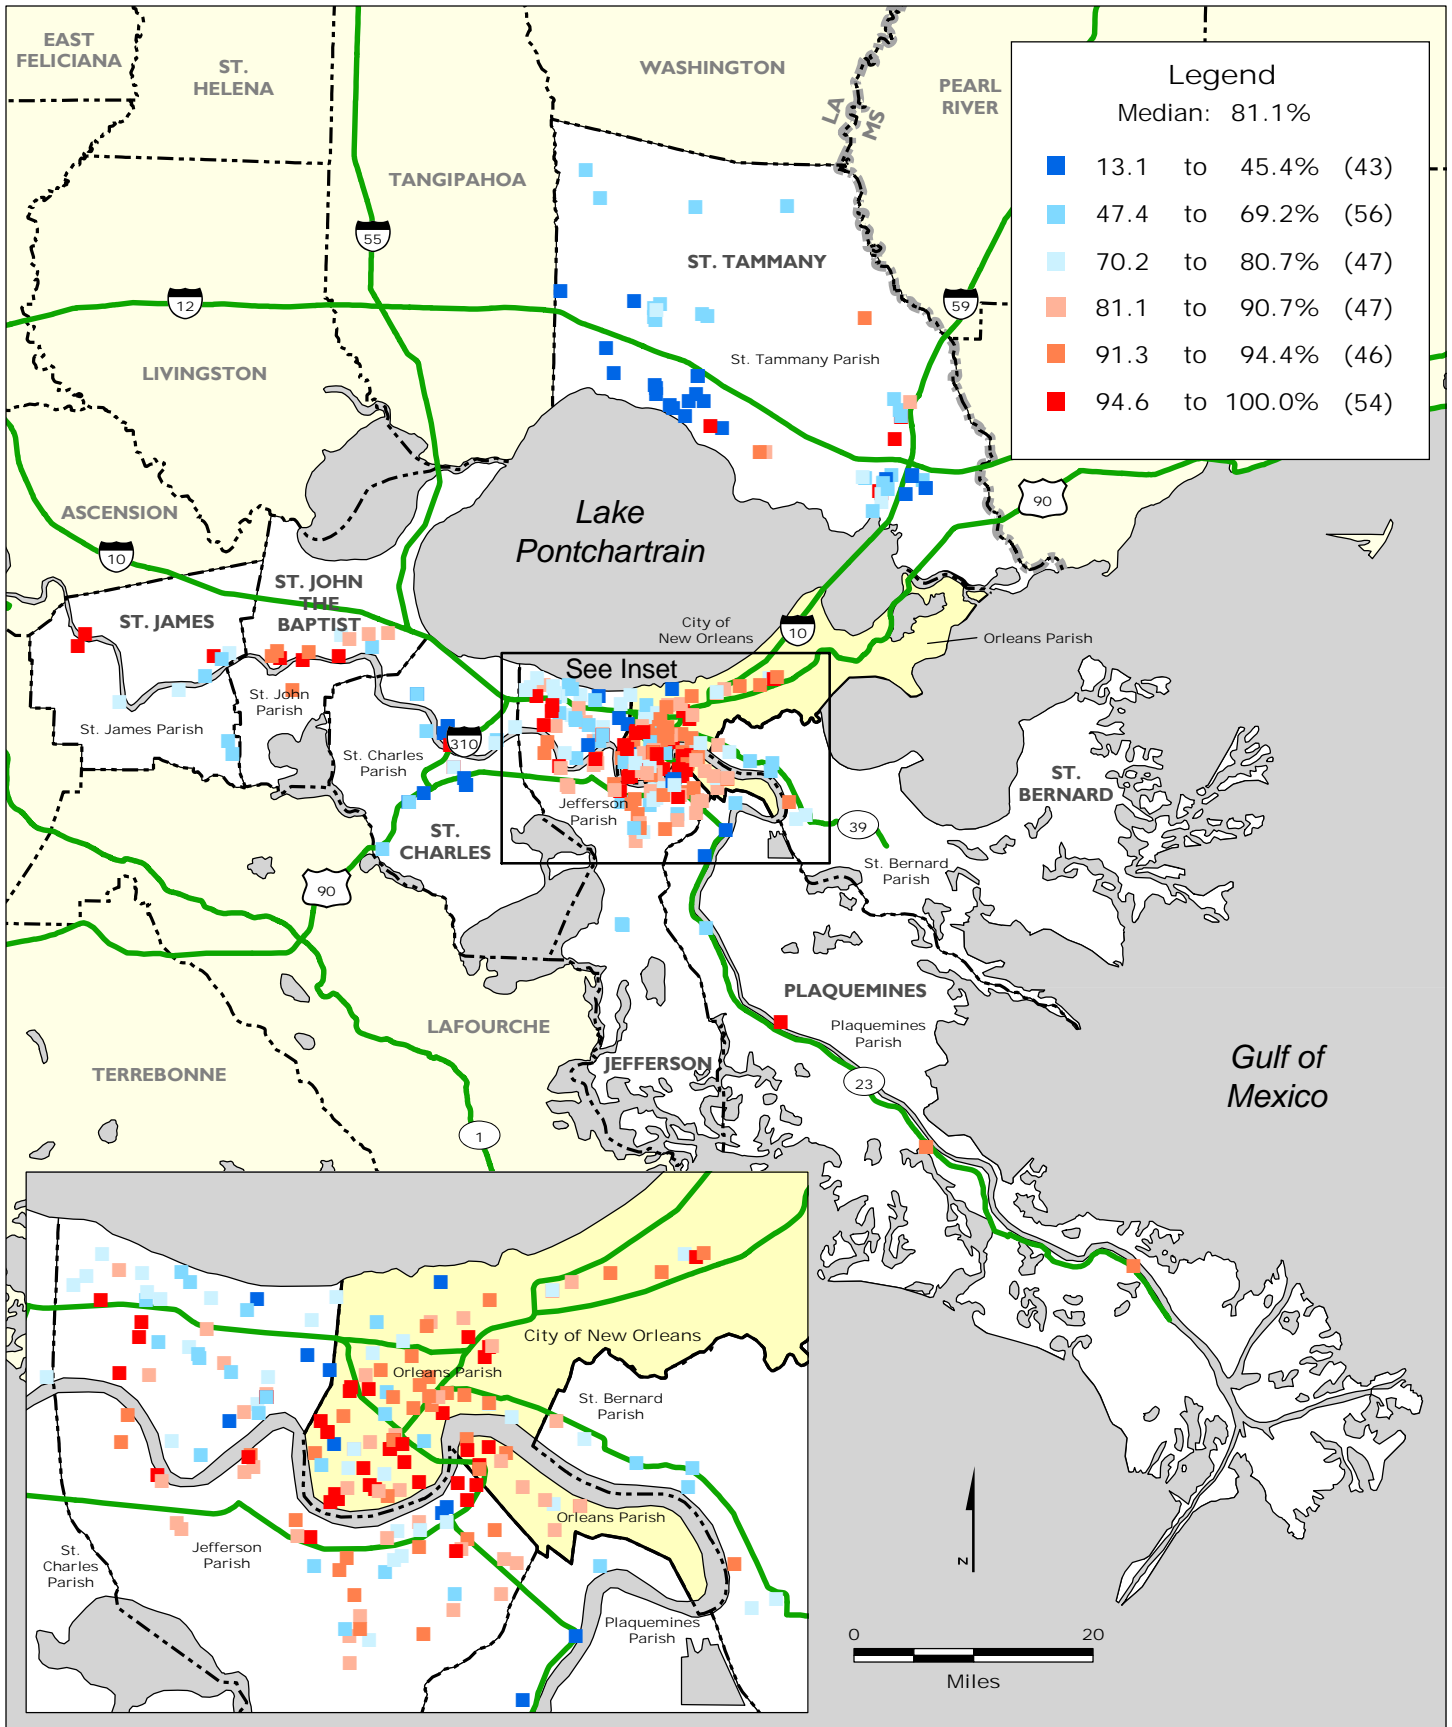 EAST
FELICIANA
ST.
HELENA
WASHINGTON
LA
MS
PEARL
RIVER
Legend
Median: 81.1%
13.1 to 45.4% (43)
47.4 to 69.2% (56)
70.2 to 80.7% (47)
81.1 to 90.7% (47)
91.3 to 94.4% (46)
94.6 to 100.0% (54)
TANGIPAHOA
55
ST. TAMMANY
12
59
St. Tammany Parish
LIVINGSTON
ASCENSION
90
Lake
Pontchartrain
10
ST. JOHN
THE
BAPTIST
ST. JAMES
City of
New Orleans
10
Orleans Parish
See Inset
St. John
Parish
St. James Parish
St. Charles
Parish
310
ST.
BERNARD
Jefferson
Parish
39
ST.
CHARLES
St. Bernard
Parish
90
PLAQUEMINES
Plaquemines
Parish
LAFOURCHE
JEFFERSON
Gulf of
Mexico
TERREBONNE
23
1
City of New Orleans
Orleans Parish
St. Bernard
Parish
Orleans Parish
St.
Charles
Parish
Jefferson
Parish
Plaquemines
Parish
N
0 20
Miles